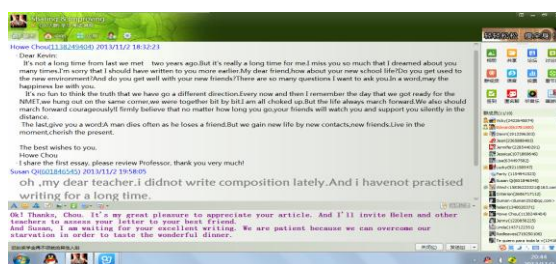 Sharing & Improving
Howe Chou(1138249404) 2013/11/2 18:32:23
Dear Kevin:
It's not a long time from last we met two years ago.But it's really a long time for me.I miss you so much that I dreamed about you
many times.I'm sorry that I should have written to you more earlier.My dear friend,how about your new school life?Do you get used to
the new environment?And do you get well with your new friends?There are so many questions I want to ask you.In a word,may the
happiness be with you.
It's no fun to think the truth that we have go a different direction.Every now and then I remember the day that we got ready for the
NMET,we hung out on the same corner,we were together bit by bit.I am all choked up.But the life always march forward.We also should
march forward courageously!I firmly believe that no matter how long you go,your friends will watch you and support you silently in the
distance.
The last,give you a word:A man dies often as he loses a friend.But we gain new life by new contacts,new friends.Live in the
moment,cherish the present.
The best wishes to you.
Howe Chou
I share the first essay, please review Professor. thank you very much!
Susan Qi(601846545) 2013/11/2 19:58:05
oh ,my dear teacher.i didnot write composition lately.And i havenot practised
writing for a long time.
Ok! Thanks, Chou. It's my great pleasure to appreciate your article. And I'll invite Helen and other
teachers to assess your letter to your best friend.
And Susan, I am waiting for your excellent writing. We are patient because we can overcome our
starvation in order to taste the wonderful dinner.
20:44